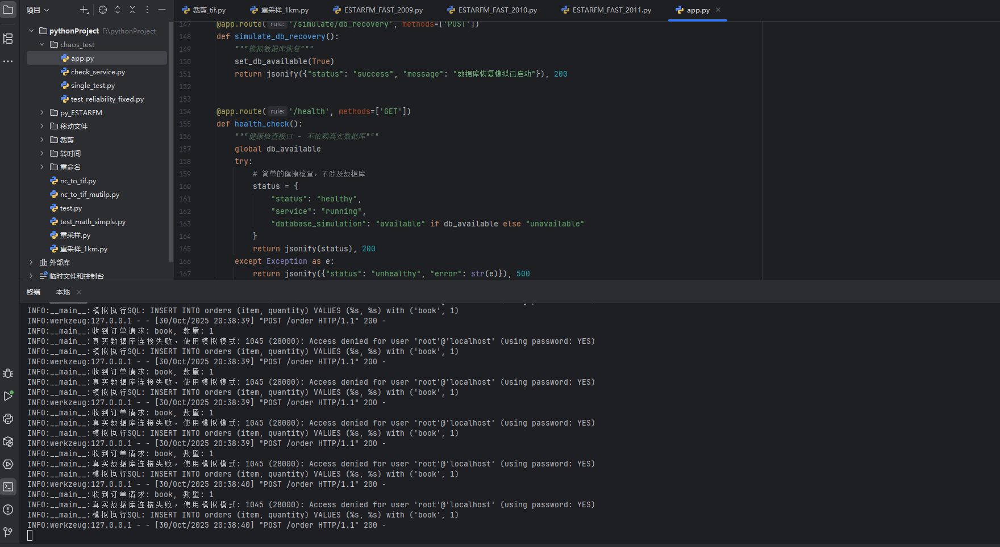 项目
裁剪_tif.py
重采样_1km.py
ESTARFM_FAST_2009.py
ESTARFM_FAST_2010.py
ESTARFM_FAST_2011.py
app.py
pythonProject F:\pythonProject
chaos_test
app.py
check_service.py
single_test.py
test_reliability_fixed.py
py_ESTARFM
移动文件
裁剪
转时间
重命名
nc_to_tif.py
nc_to_tif_mutilp.py
test.py
test_math_simple.py
重采样.py
重采样_1km.py
外部库
临时文件和控制台
147 @app.route( rule: '/simulate/db_recovery', methods=['POST'])
148 def simulate_db_recovery():
149 """模拟数据库恢复"""
150 set_db_available(True)
151 return jsonify({"status": "success", "message": "数据库恢复模拟已启动"}), 200
152
153
154 @app.route( rule: '/health', methods=['GET'])
155 def health_check():
156 """健康检查接口 - 不依赖真实数据库"""
157 global db_available
158 try:
159 # 简单的健康检查，不涉及数据库
160 status = {
161 "status": "healthy",
162 "service": "running",
163 "database_simulation": "available" if db_available else "unavailable"
164 }
165 return jsonify(status), 200
166 except Exception as e:
167 return jsonify({"status": "unhealthy", "error": str(e)}), 500
终端 本地
INFO:__main__:模拟执行SQL: INSERT INTO orders (item, quantity) VALUES (%s, %s) with ('book', 1)
INFO:werkzeug:127.0.0.1 - - [30/Oct/2025 20:38:39] "POST /order HTTP/1.1" 200 -
INFO:__main__:收到订单请求: book, 数量: 1
INFO:__main__:真实数据库连接失败，使用模拟模式: 1045 (28000): Access denied for user 'root'@'localhost' (using password: YES)
INFO:__main__:模拟执行SQL: INSERT INTO orders (item, quantity) VALUES (%s, %s) with ('book', 1)
INFO:werkzeug:127.0.0.1 - - [30/Oct/2025 20:38:39] "POST /order HTTP/1.1" 200 -
INFO:__main__:收到订单请求: book, 数量: 1
INFO:__main__:真实数据库连接失败，使用模拟模式: 1045 (28000): Access denied for user 'root'@'localhost' (using password: YES)
INFO:__main__:模拟执行SQL: INSERT INTO orders (item, quantity) VALUES (%s, %s) with ('book', 1)
INFO:werkzeug:127.0.0.1 - - [30/Oct/2025 20:38:39] "POST /order HTTP/1.1" 200 -
INFO:__main__:收到订单请求: book, 数量: 1
INFO:__main__:真实数据库连接失败，使用模拟模式: 1045 (28000): Access denied for user 'root'@'localhost' (using password: YES)
INFO:__main__:模拟执行SQL: INSERT INTO orders (item, quantity) VALUES (%s, %s) with ('book', 1)
INFO:werkzeug:127.0.0.1 - - [30/Oct/2025 20:38:39] "POST /order HTTP/1.1" 200 -
INFO:__main__:收到订单请求: book, 数量: 1
INFO:__main__:真实数据库连接失败，使用模拟模式: 1045 (28000): Access denied for user 'root'@'localhost' (using password: YES)
INFO:__main__:模拟执行SQL: INSERT INTO orders (item, quantity) VALUES (%s, %s) with ('book', 1)
INFO:werkzeug:127.0.0.1 - - [30/Oct/2025 20:38:40] "POST /order HTTP/1.1" 200 -
INFO:__main__:收到订单请求: book, 数量: 1
INFO:__main__:真实数据库连接失败，使用模拟模式: 1045 (28000): Access denied for user 'root'@'localhost' (using password: YES)
INFO:__main__:模拟执行SQL: INSERT INTO orders (item, quantity) VALUES (%s, %s) with ('book', 1)
INFO:werkzeug:127.0.0.1 - - [30/Oct/2025 20:38:40] "POST /order HTTP/1.1" 200 -